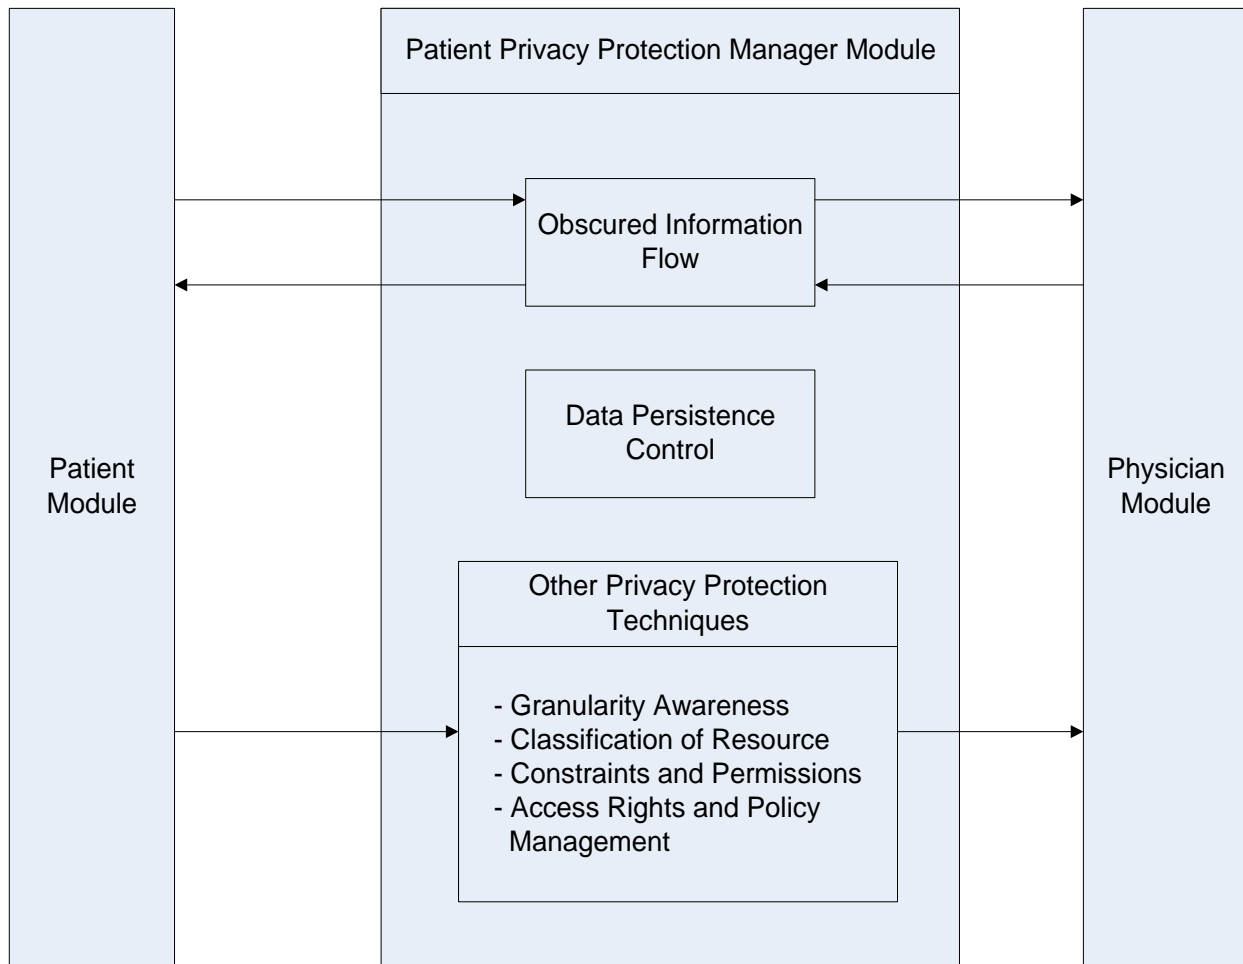 Patient Privacy Protection Manager Module
Obscured Information
Flow
Data Persistence
Control
Patient
Module
Physician
Module
Other Privacy Protection
Techniques
- Granularity Awareness
- Classification of Resource
- Constraints and Permissions
- Access Rights and Policy
Management